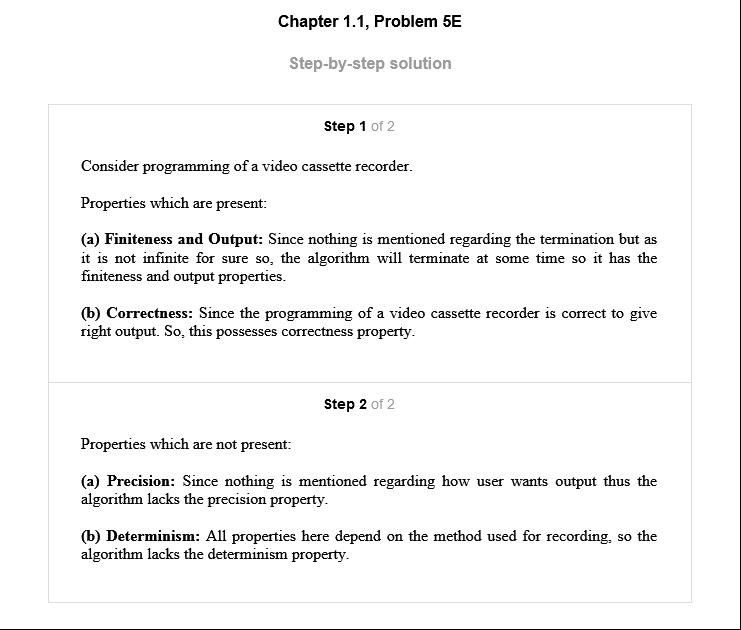 Chapter 1.1, Problem 5E
Step-by-step solution
Step 1 of 2
Consider programming of a video cassette recorder.
Properties which are present:
(a) Finiteness and Output: Since nothing is mentioned regarding the termination but as
it is not infinite for sure so, the algorithm will terminate at some time so it has the
finiteness and output properties.
(b) Correctness: Since the programming of a video cassette recorder is correct to give
right output. So, this possesses correctness property.
Step 2 of 2
Properties which are not present:
(a) Precision: Since nothing is mentioned regarding how user wants output thus the
algorithm lacks the precision property.
(b) Determinism: All properties here depend on the method used for recording, so the
algorithm lacks the determinism property.